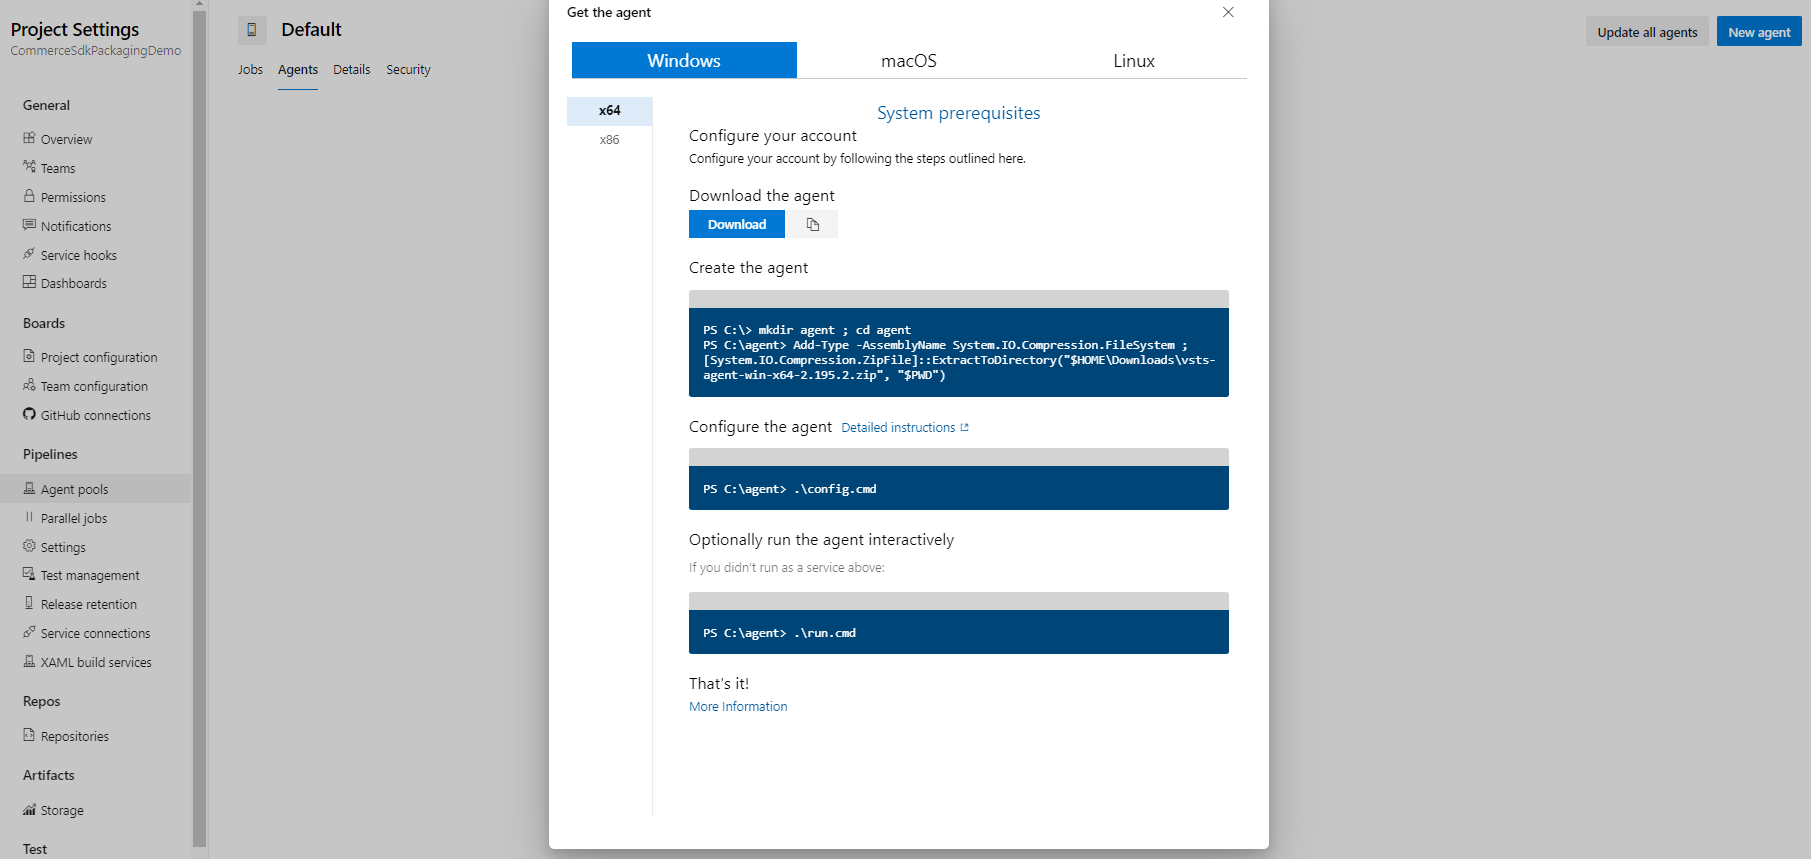 Project Settings
CommerceSdkPackagingDemo
General
Overview
Teams
Permissions
Notifications
Service hooks
Dashboards
Boards
Project configuration
Team configuration
GitHub connections
Pipelines
Agent pools
Parallel jobs
Settings
Test management
Release retention
Service connections
XAML build services
Repos
Repositories
Artifacts
Storage
Test
Default
Jobs Agents Details Security
Update all agents New agent
Get the agent
Windows macOS Linux
x64
x86
System prerequisites
Configure your account
Configure your account by following the steps outlined here.
Download the agent
Download
Create the agent
PS C:\> mkdir agent ; cd agent
PS C:\agent> Add-Type -AssemblyName System.IO.Compression.FileSystem ;
[System.IO.Compression.ZipFile]::ExtractToDirectory("$HOME\Downloads\vsts-
agent-win-x64-2.195.2.zip", "$PWD")
Configure the agent Detailed instructions
PS C:\agent> .\config.cmd
Optionally run the agent interactively
If you didn't run as a service above:
PS C:\agent> .\run.cmd
That's it!
More Information